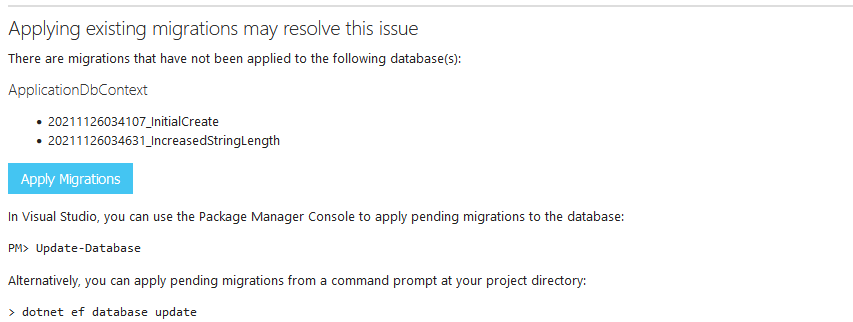 Applying existing migrations may resolve this issue
There are migrations that have not been applied to the following database(s):
ApplicationDbContext
• 20211126034107_InitialCreate
• 20211126034631_IncreasedStringLength
Apply Migrations
In Visual Studio, you can use the Package Manager Console to apply pending migrations to the database:
PM> Update-Database
Alternatively, you can apply pending migrations from a command prompt at your project directory:
> dotnet ef database update